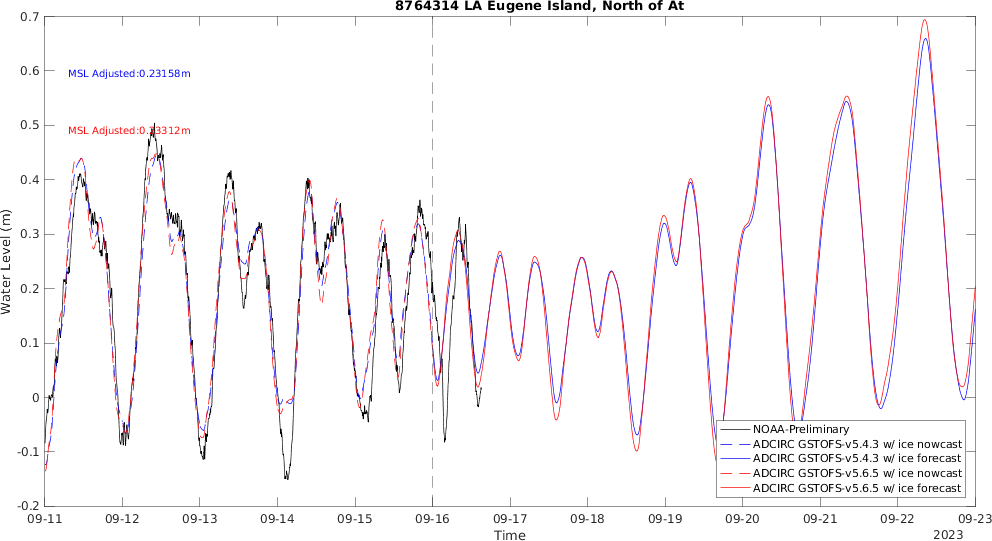 8764314 LA Eugene Island, North of At
0.7
0.6
0.5
0.4
0.3
0.2
0.1
0
-0.1
-0.2
Water Level (m)
MSL Adjusted:0.23158m
MSL Adjusted:0.23312m
NOAA-Preliminary
ADCIRC GSTOFS-v5.4.3 w/ ice nowcast
ADCIRC GSTOFS-v5.4.3 w/ ice forecast
ADCIRC GSTOFS-v5.6.5 w/ ice nowcast
ADCIRC GSTOFS-v5.6.5 w/ ice forecast
09-11 09-12 09-13 09-14 09-15 09-16 09-17 09-18 09-19 09-20 09-21 09-22 09-23
Time
2023